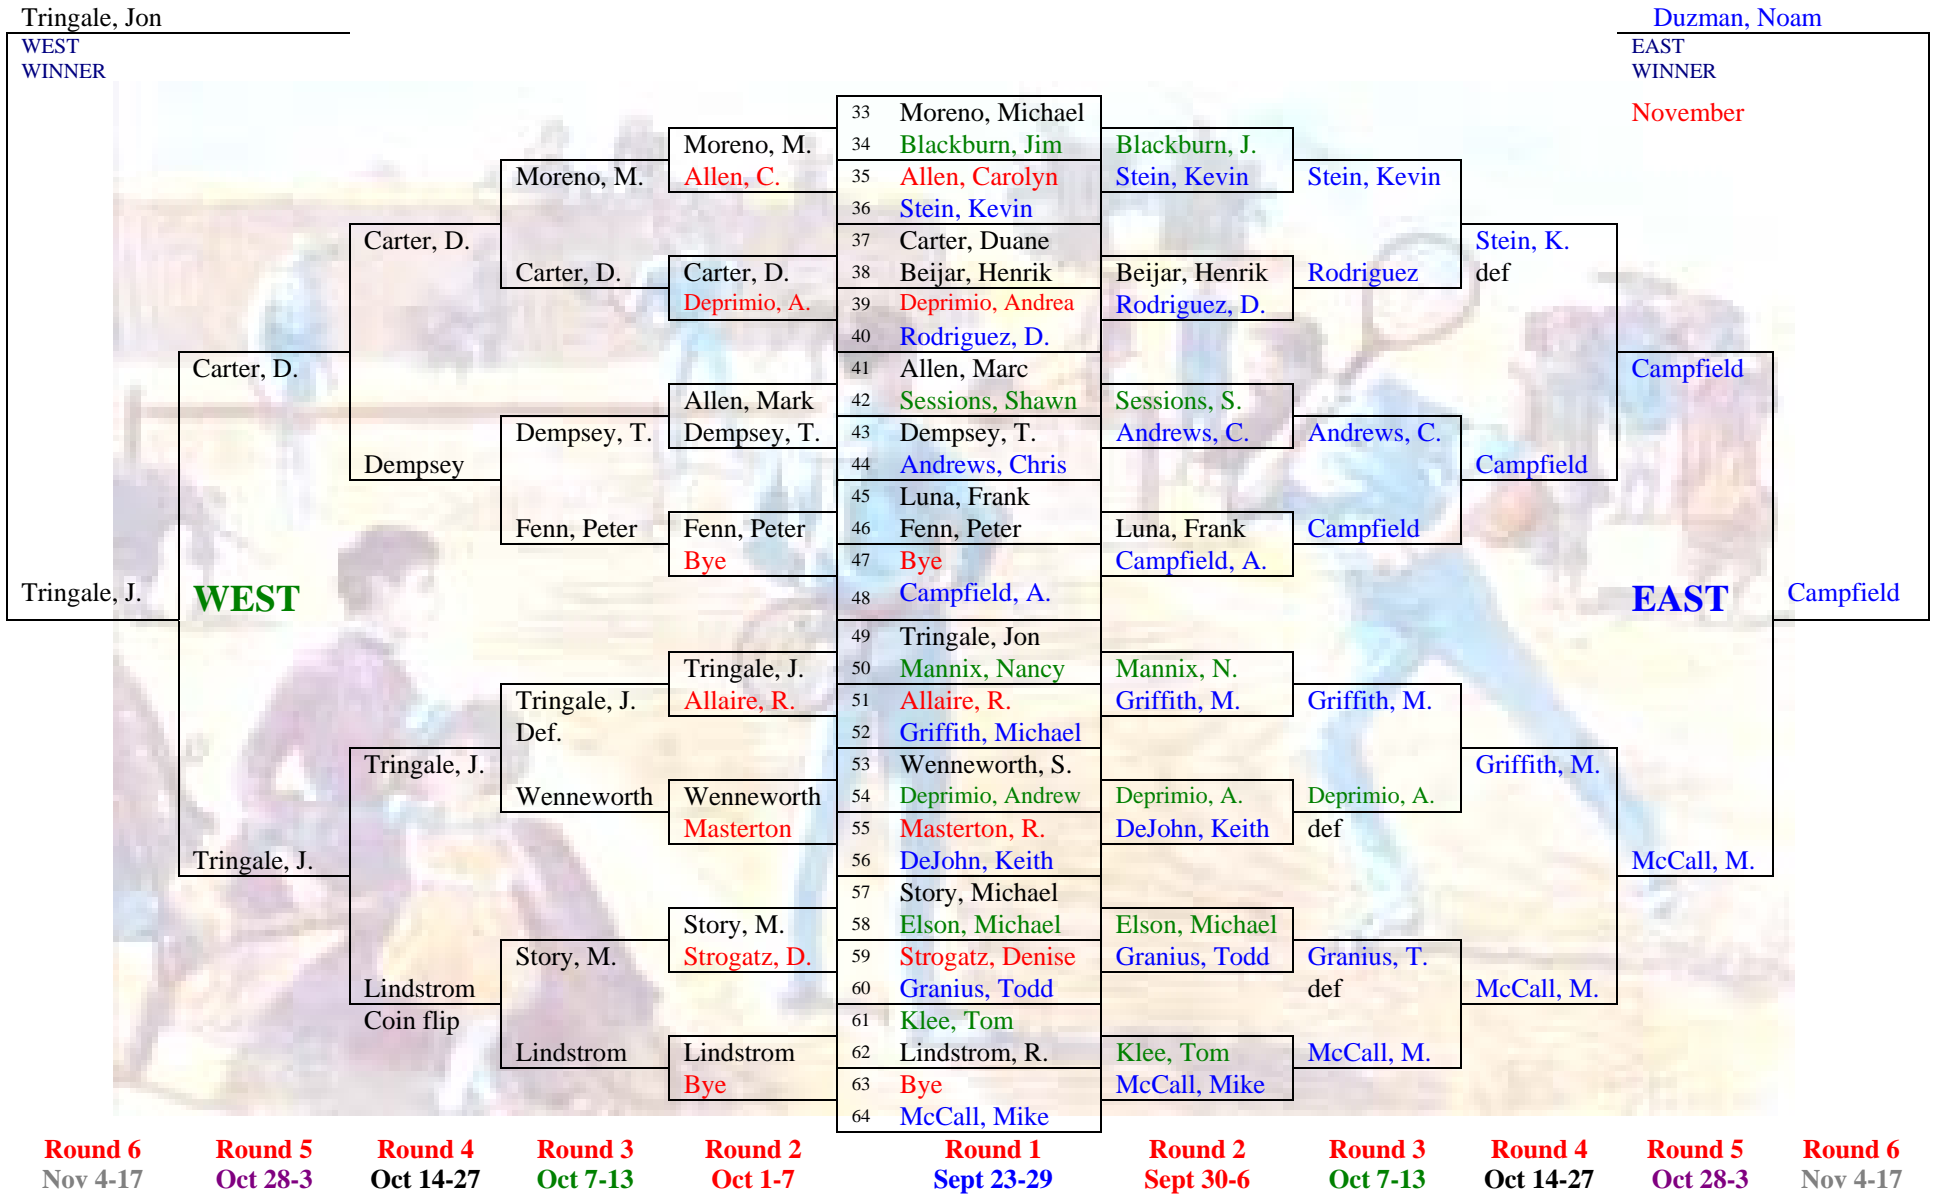 Tringale, Jon
Duzman, Noam
WEST
EAST
WINNER
WINNER
33 Moreno, Michael
November
Moreno, M.
34 Blackburn, Jim
Blackburn, J.
Moreno, M.
Allen, C.
35 Allen, Carolyn
Stein, Kevin
Stein, Kevin
36 Stein, Kevin
Carter, D.
37 Carter, Duane
Stein, K.
Carter, D.
Carter, D.
38 Beijar, Henrik
Beijar, Henrik
Rodriguez
def
Deprimio, A.
39 Deprimio, Andrea
Rodriguez, D.
40 Rodriguez, D.
Carter, D.
41 Allen, Marc
Campfield
Allen, Mark
42 Sessions, Shawn
Sessions, S.
Dempsey, T.
Dempsey, T.
43 Dempsey, T.
Andrews, C.
Andrews, C.
Dempsey
44 Andrews, Chris
Campfield
45 Luna, Frank
Fenn, Peter
Fenn, Peter
46 Fenn, Peter
Luna, Frank
Campfield
Bye
47 Bye
Campfield, A.
Tringale, J.
WEST
48 Campfield, A.
EAST
Campfield
49 Tringale, Jon
Tringale, J.
50 Mannix, Nancy
Mannix, N.
Tringale, J.
Allaire, R.
51 Allaire, R.
Griffith, M.
Griffith, M.
Def.
52 Griffith, Michael
Tringale, J.
53 Wenneworth, S.
Griffith, M.
Wenneworth
Wenneworth
54 Deprimio, Andrew
Deprimio, A.
Deprimio, A.
Masterton
55 Masterton, R.
DeJohn, Keith
def
Tringale, J.
56 DeJohn, Keith
McCall, M.
57 Story, Michael
Story, M.
58 Elson, Michael
Elson, Michael
Story, M.
Strogatz, D.
59 Strogatz, Denise
Granius, Todd
Granius, T.
Lindstrom
60 Granius, Todd
def
McCall, M.
Coin flip
61 Klee, Tom
Lindstrom
Lindstrom
62 Lindstrom, R.
Klee, Tom
McCall, M.
Bye
63 Bye
McCall, Mike
64 McCall, Mike
Round 6 Round 5 Round 4 Round 3 Round 2 Round 1 Round 2 Round 3 Round 4 Round 5 Round 6
Nov 4-17 Oct 28-3 Oct 14-27 Oct 7-13 Oct 1-7 Sept 23-29 Sept 30-6 Oct 7-13 Oct 14-27 Oct 28-3 Nov 4-17